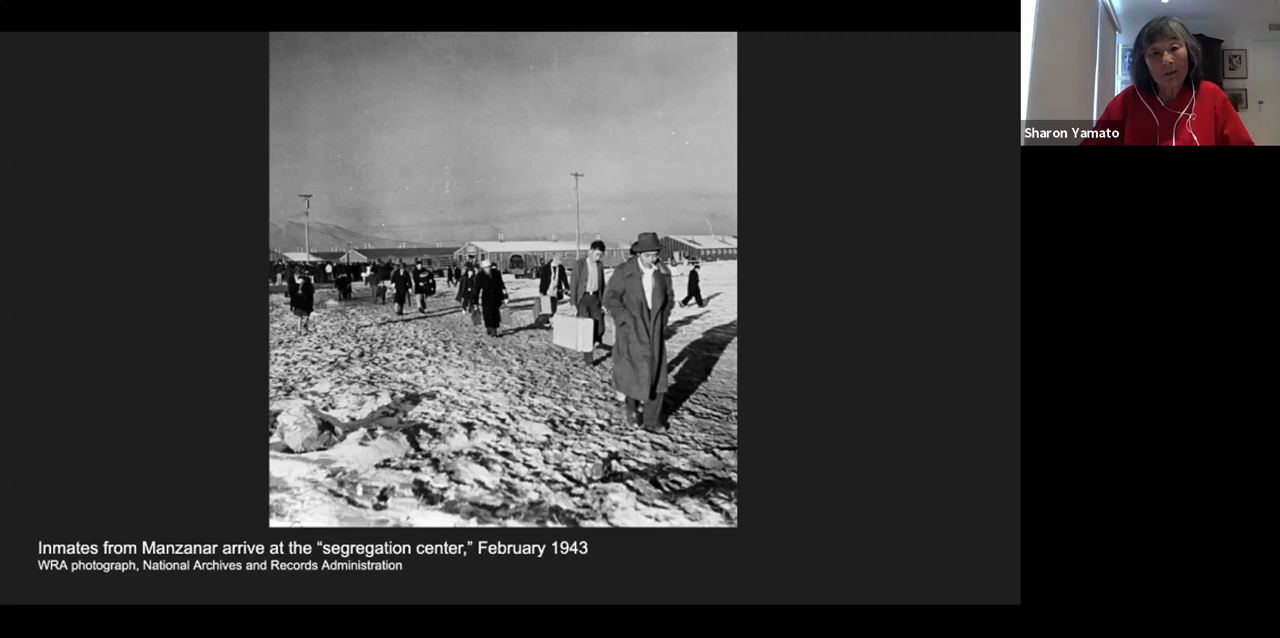 Sharon Yamato
Inmates from Manzanar arrive at the “segregation center,” February 1943
WRA photograph, National Archives and Records Administration